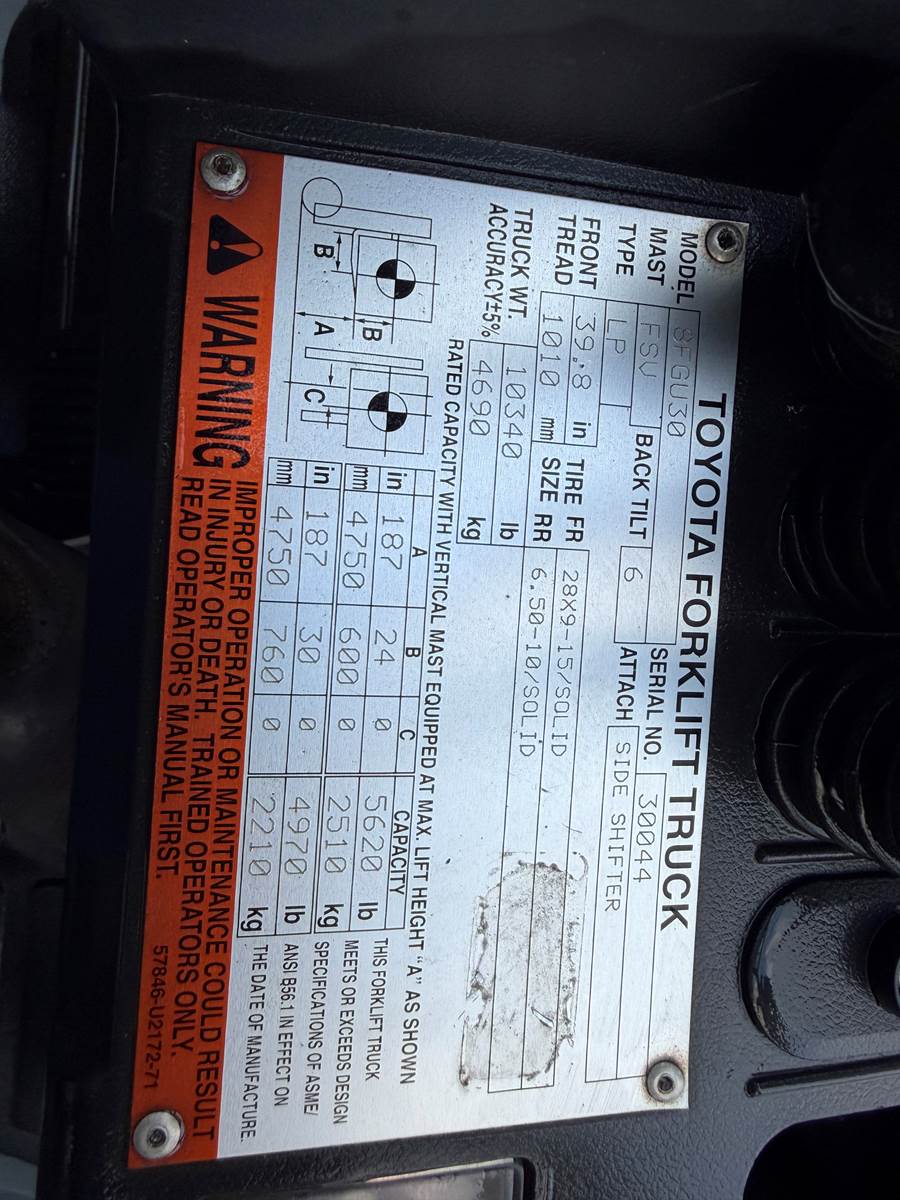 TOYOTA FORKLIFT TRUCK
MODEL 8FGU30 SERIAL NO. 30044
MAST FSV BACK TILT 6 ATTACH SIDE SHIFTER
TYPE LP
FRONT TREAD 39.8 in TIRE FR 28X9-15/SOLID
1010 mm SIZE RR 6.50-10/SOLID
TRUCK WT. 10340 lb
ACCURACY±5% 4690 kg
RATED CAPACITY WITH VERTICAL MAST EQUIPPED AT MAX. LIFT HEIGHT "A" AS SHOWN
A B C CAPACITY
in 187 24 0 5620 lb
mm 4750 600 0 2510 kg
in 187 30 0 4970 lb
mm 4750 760 0 2210 kg
B B A C
THIS FORKLIFT TRUCK
MEETS OR EXCEEDS DESIGN
SPECIFICATIONS OF ASME/
ANSI B56.1 IN EFFECT ON
THE DATE OF MANUFACTURE.
WARNING
IMPROPER OPERATION OR MAINTENANCE COULD RESULT
IN INJURY OR DEATH. TRAINED OPERATORS ONLY.
READ OPERATOR'S MANUAL FIRST.
57846-U2172-71